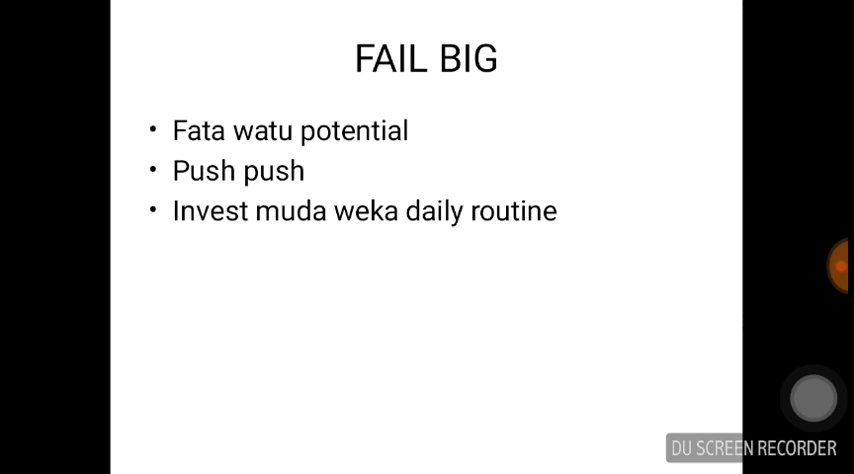 FAIL BIG
• Fata watu potential
• Push push
• Invest muda weka daily routine
DU SCREEN RECORDER